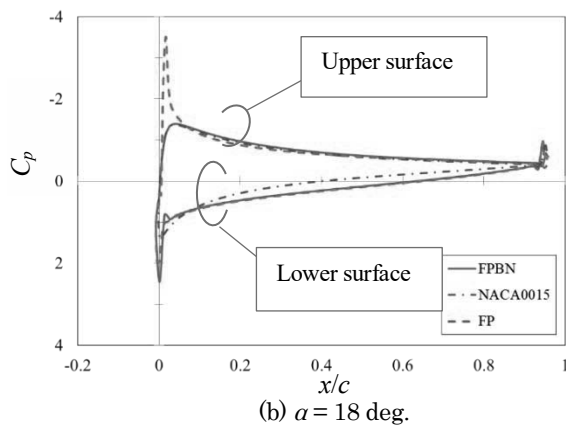 -4
Upper surface
-2
Cp
0
2
Lower surface
FPBN
NACA0015
FP
4
-0.2
0
0.2
0.4
0.6
0.8
1
x/c
(b) α = 18 deg.